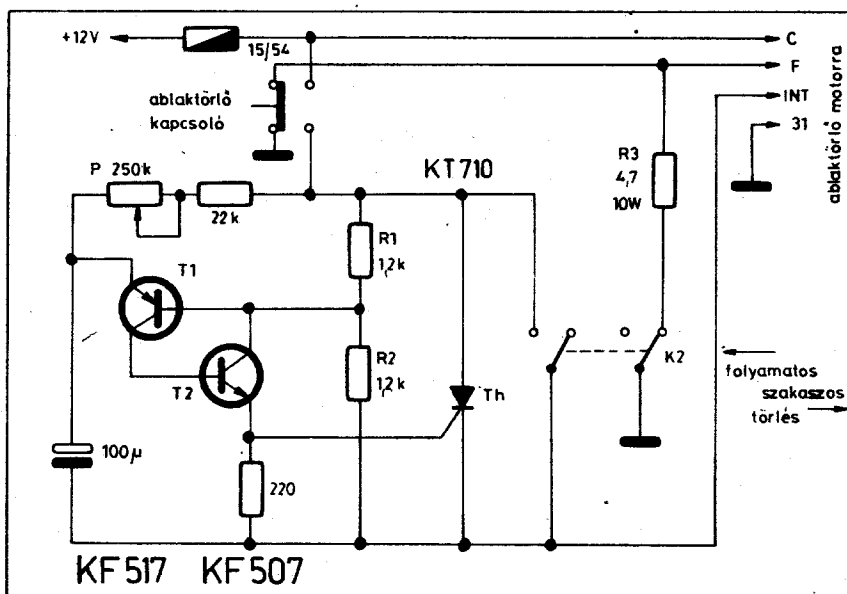 +12V
15/54
C
F
INT
31
ablaktörlő motorra
ablaktörlő
kapcsoló
P 250k
22k
KT710
R3
4,7
10W
R1
1,2k
T1
R2
1,2k
T2
Th
K2
folyamatos
szakaszos
törlés
100µ
220
KF517 KF507